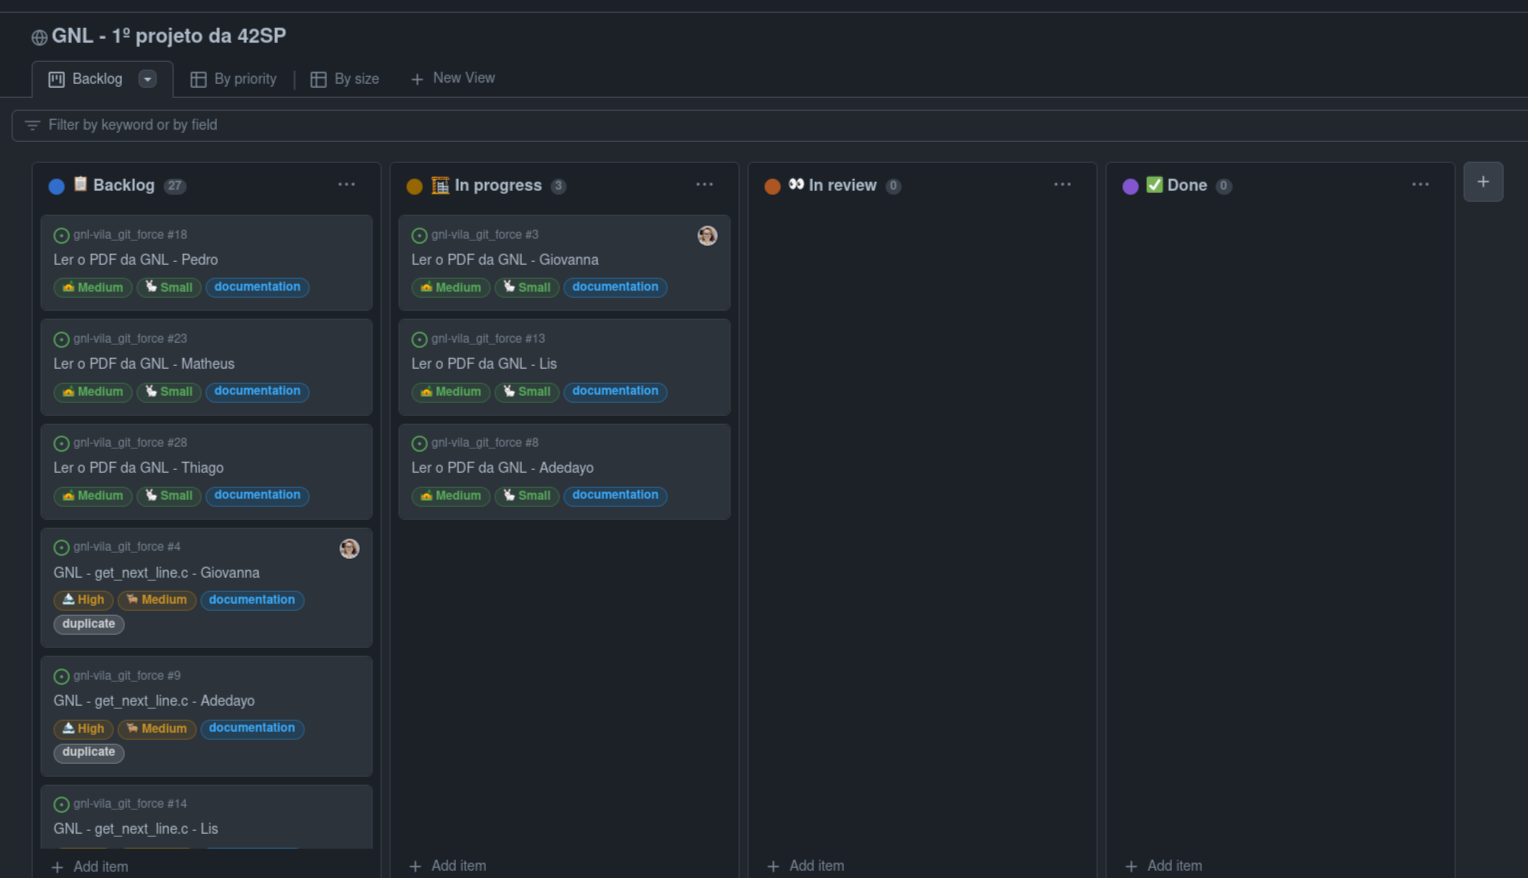 GNL - 1º projeto da 42SP
Backlog
By priority
By size
New View
Filter by keyword or by field
Backlog 27
gnl-vila_git_force #18
Ler o PDF da GNL - Pedro
Medium Small documentation
gnl-vila_git_force #23
Ler o PDF da GNL - Matheus
Medium Small documentation
gnl-vila_git_force #28
Ler o PDF da GNL - Thiago
Medium Small documentation
gnl-vila_git_force #4
GNL - get_next_line.c - Giovanna
High Medium documentation
duplicate
gnl-vila_git_force #9
GNL - get_next_line.c - Adedayo
High Medium documentation
duplicate
gnl-vila_git_force #14
GNL - get_next_line.c - Lis
Add item
In progress 3
gnl-vila_git_force #3
Ler o PDF da GNL - Giovanna
Medium Small documentation
gnl-vila_git_force #13
Ler o PDF da GNL - Lis
Medium Small documentation
gnl-vila_git_force #8
Ler o PDF da GNL - Adedayo
Medium Small documentation
Add item
In review 0
Add item
Done 0
Add item